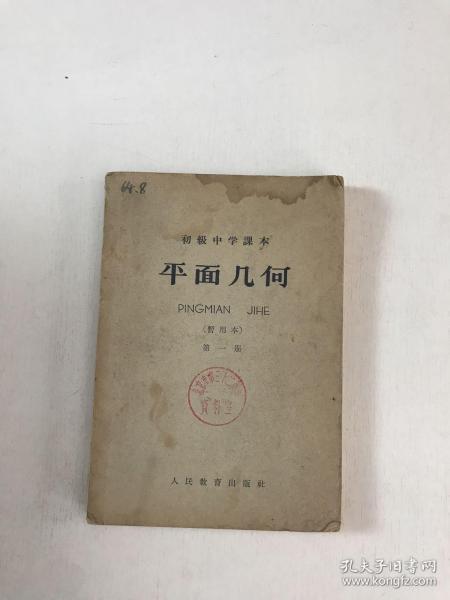 64.8
初級中学課本
平面几何
PINGMIAN JIHE
(暫用本)
第一册
資料室
人民教育出版社
孔夫子旧书网
www.kongfz.com